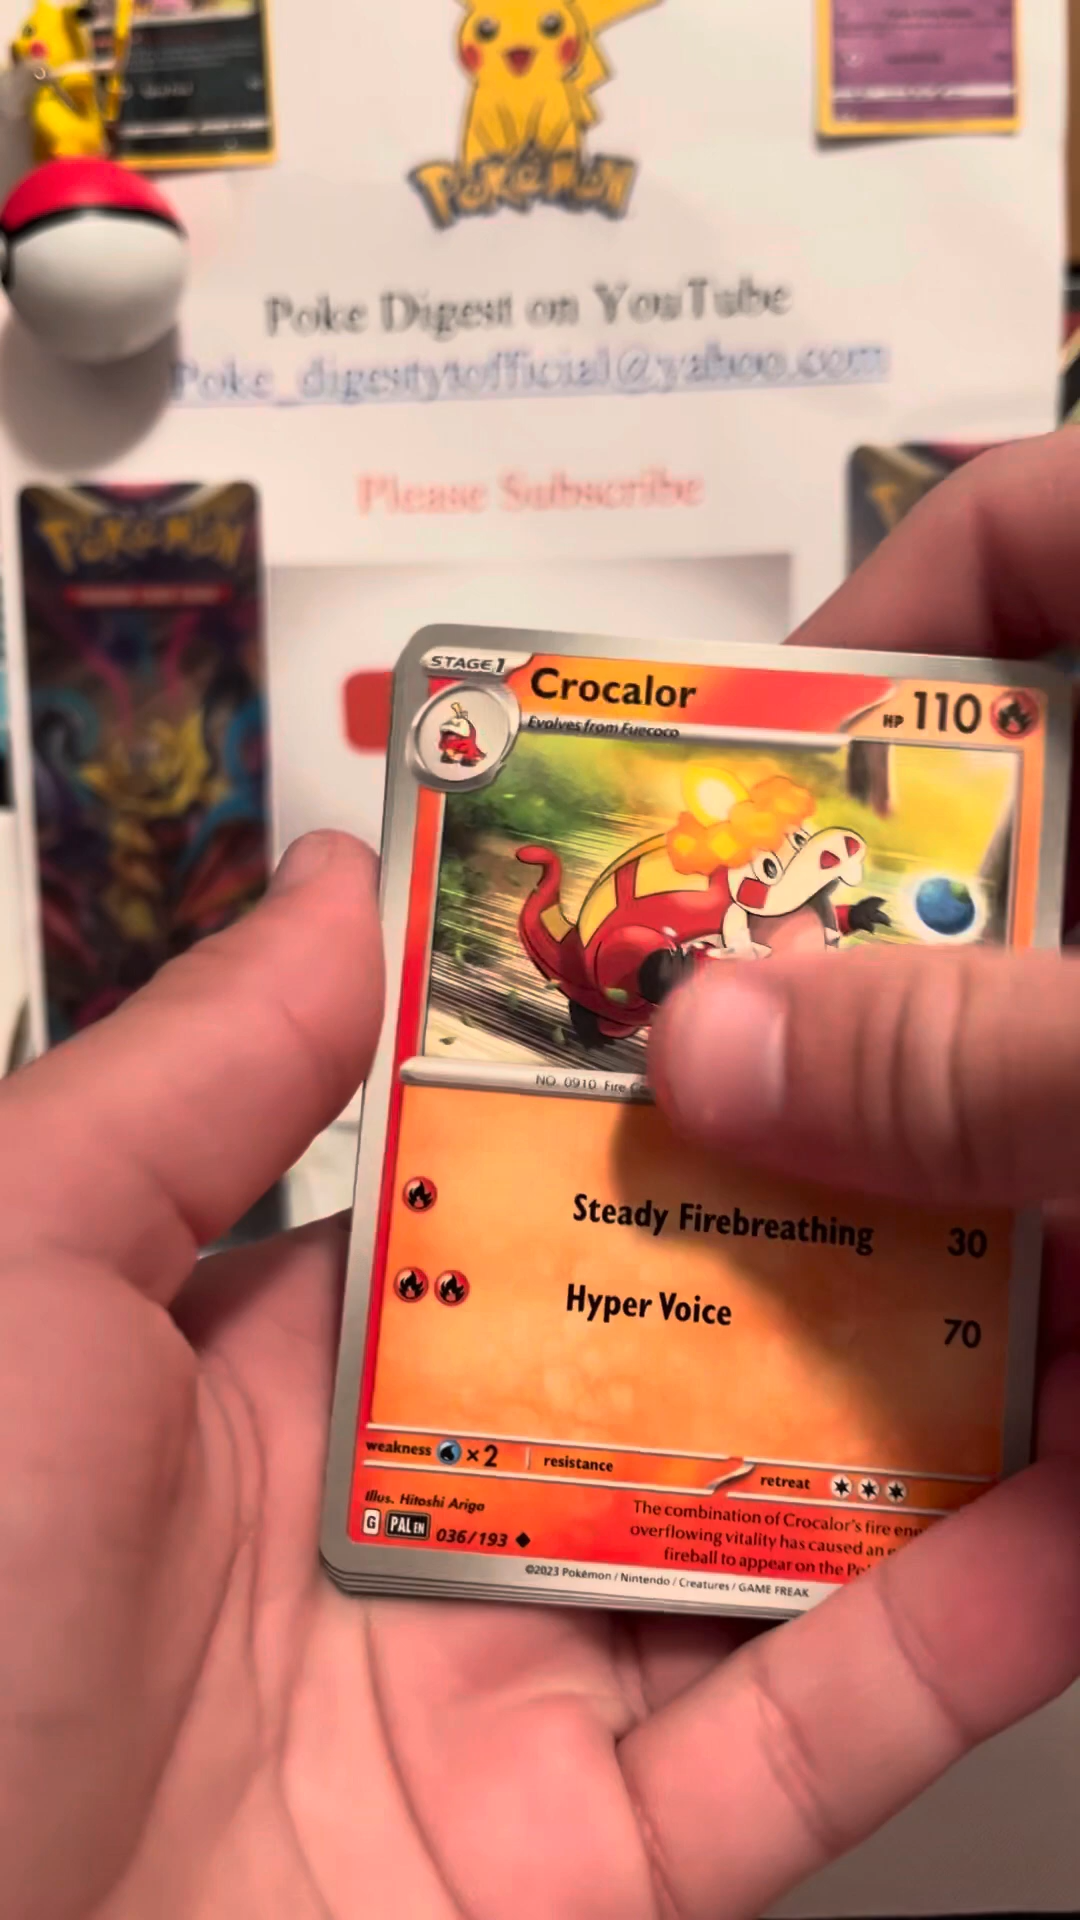 POKéMON
Poke Digest on YouTube
Poke_digestytofficial@yahoo.com
Please Subscribe
POKéMON
STAGE 1
Crocalor
HP 110
Evolves from Fuecoco
NO. 0910 Fire
Steady Firebreathing 30
Hyper Voice 70
weakness ×2 resistance retreat
Illus. Hitoshi Ariga
The combination of Crocalor's fire
overflowing vitality has caused an
fireball to appear on the
G PAL EN 036/193
©2023 Pokémon / Nintendo / Creatures / GAME FREAK